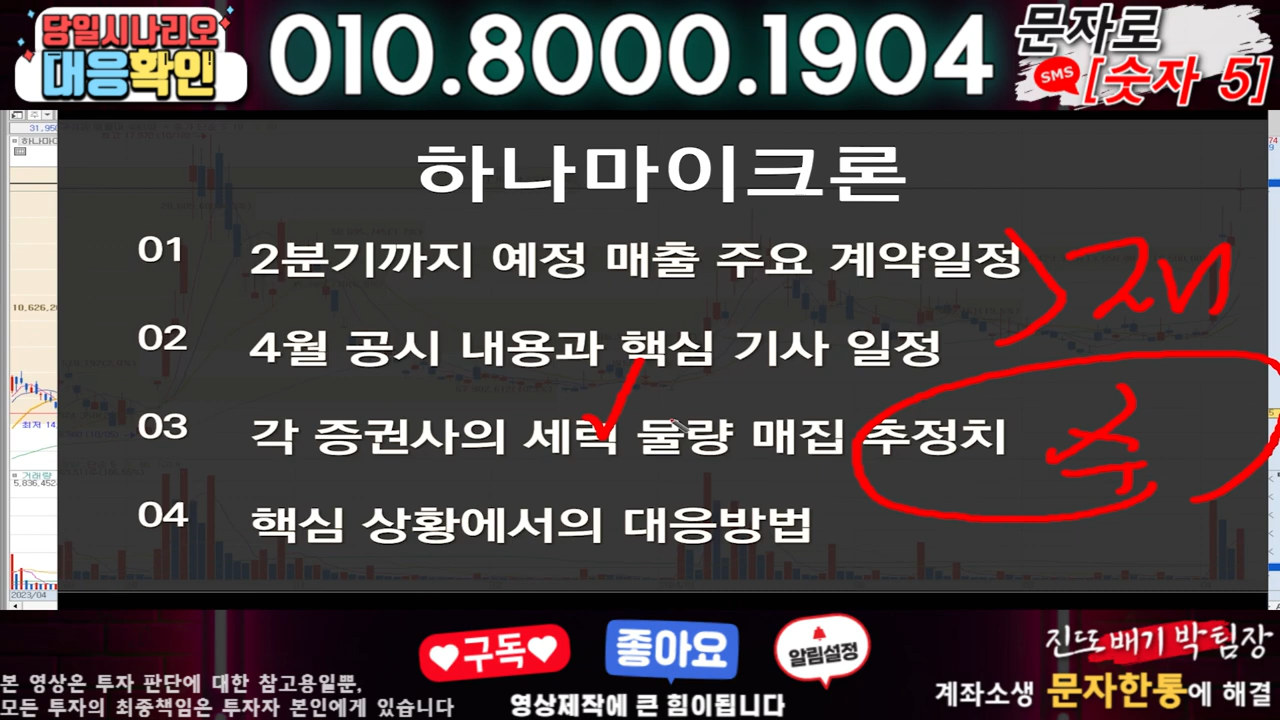 당일시나리오
대응확인
010.8000.1904
문자로
SMS
[숫자 5]
하나마이크론
01 2분기까지 예정 매출 주요 계약일정
02 4월 공시 내용과 핵심 기사 일정
03 각 증권사의 세력 물량 매집 추정치
04 핵심 상황에서의 대응방법
재
수
거래량
2023/04
구독
좋아요
알림설정
영상제작에 큰 힘이됩니다
본 영상은 투자 판단에 대한 참고용일뿐,
모든 투자의 최종책임은 투자자 본인에게 있습니다
진또배기 박팀장
계좌소생 문자한통에 해결